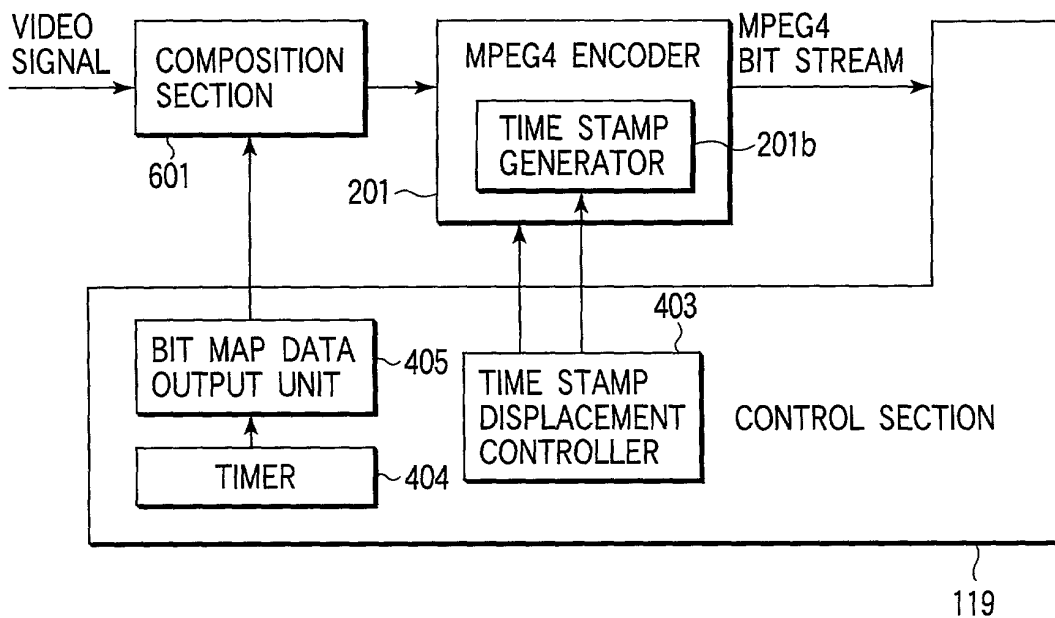 VIDEO
SIGNAL
COMPOSITION
SECTION
601
MPEG4 ENCODER
TIME STAMP
GENERATOR
201
201b
MPEG4
BIT STREAM
BIT MAP DATA
OUTPUT UNIT
405
TIMER
404
403
TIME STAMP
DISPLACEMENT
CONTROLLER
CONTROL SECTION
119